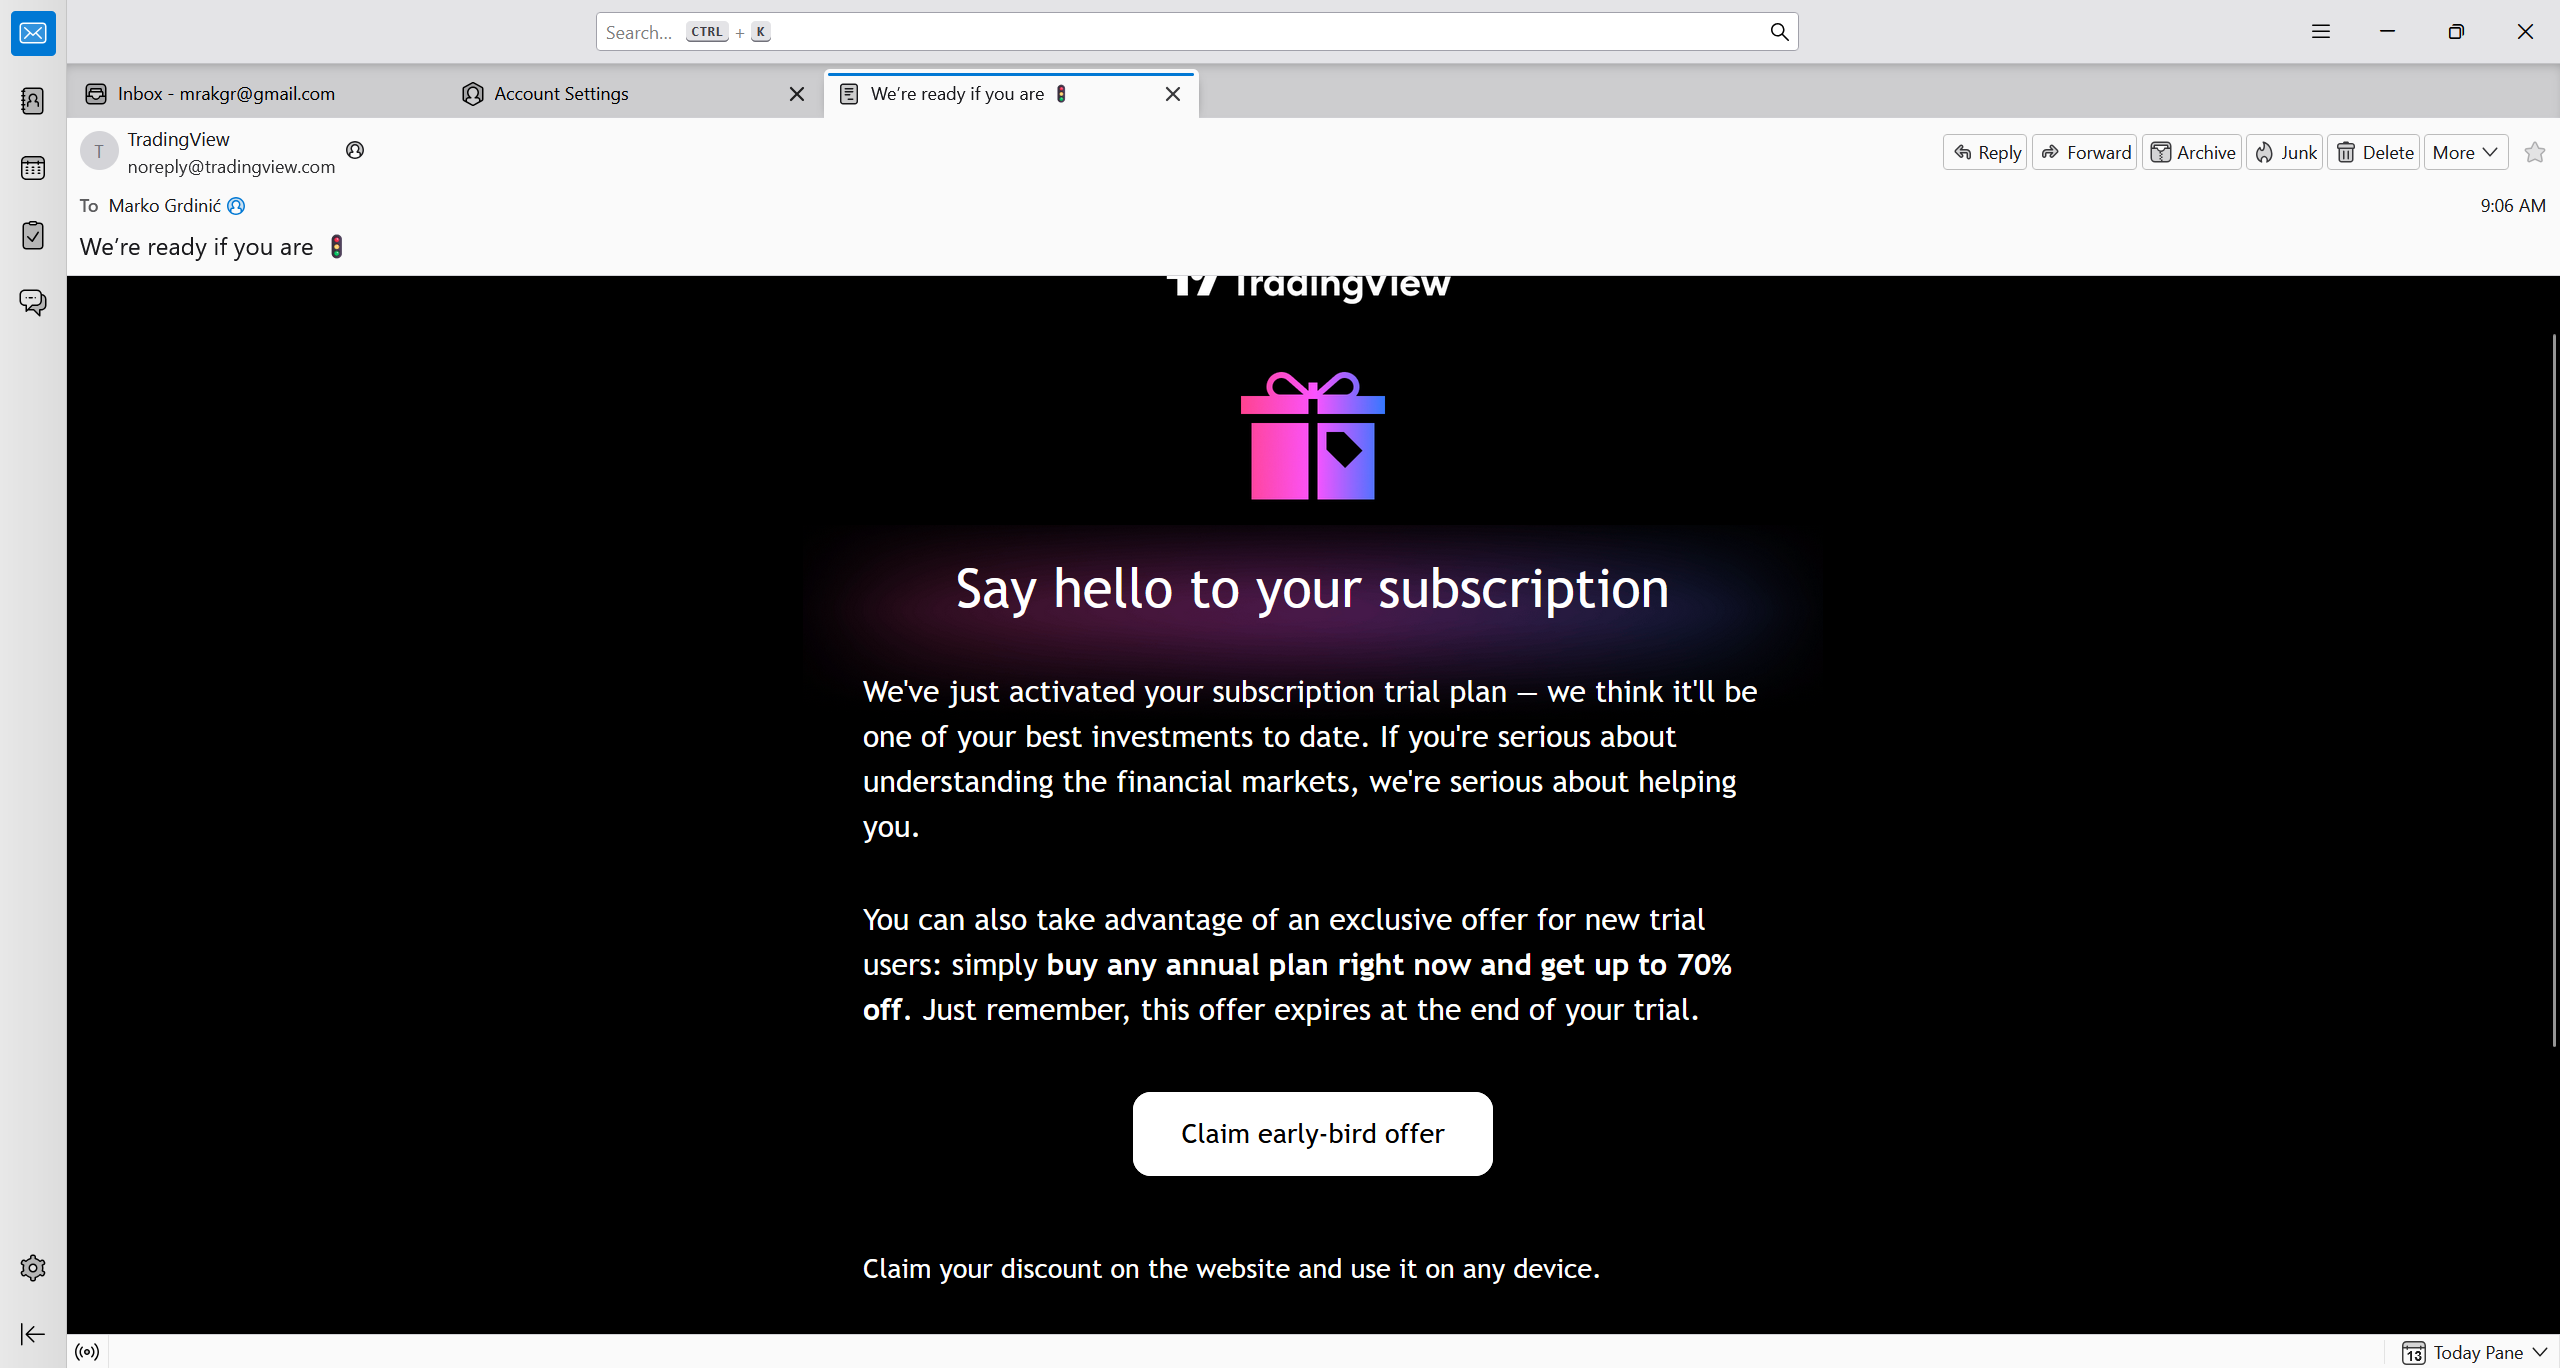 Search... CTRL + K
Inbox - mrakgr@gmail.com
Account Settings
We're ready if you are
TradingView
noreply@tradingview.com
Reply
Forward
Archive
Junk
Delete
More
T
To Marko Grdinić
9:06 AM
We're ready if you are
TradingView
Say hello to your subscription
We've just activated your subscription trial plan — we think it'll be
one of your best investments to date. If you're serious about
understanding the financial markets, we're serious about helping
you.
You can also take advantage of an exclusive offer for new trial
users: simply buy any annual plan right now and get up to 70%
off. Just remember, this offer expires at the end of your trial.
Claim early-bird offer
Claim your discount on the website and use it on any device.
13 Today Pane